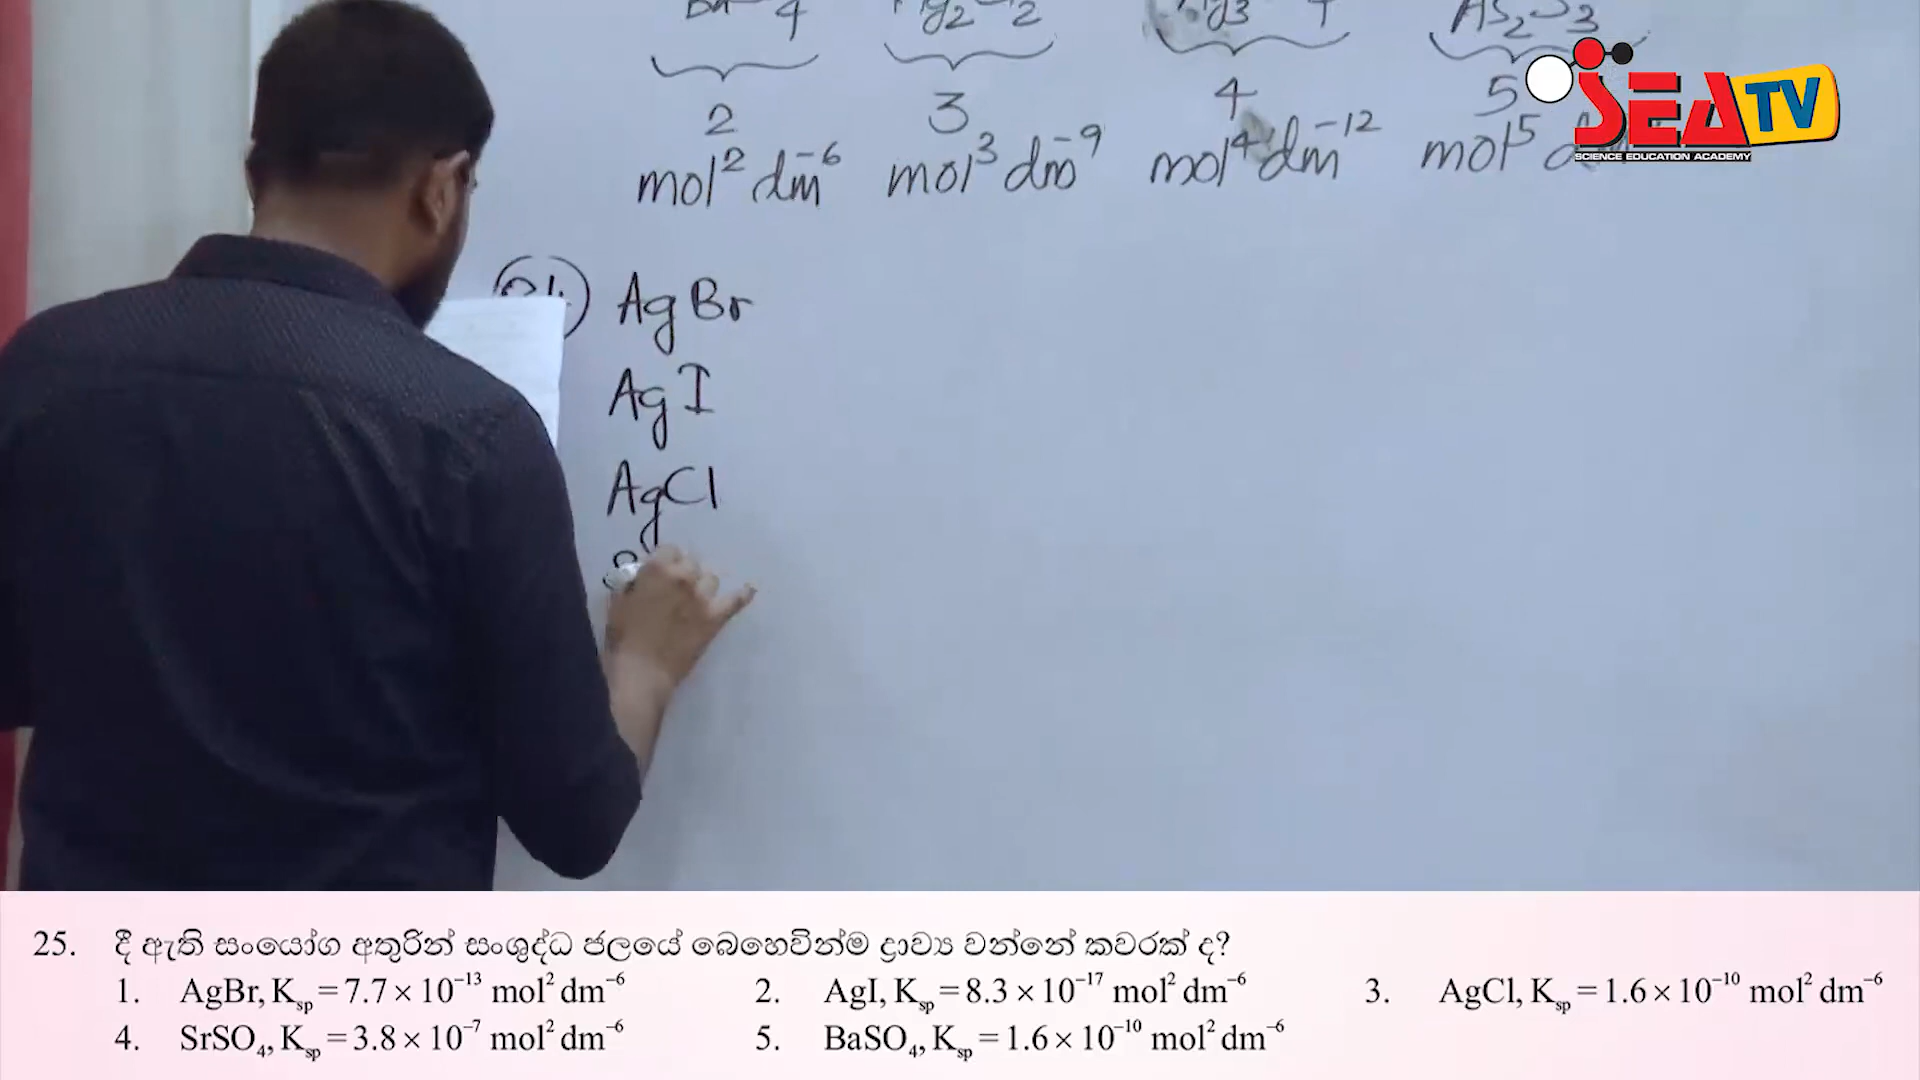 2 3 4 5
mol² dm⁻⁶ mol³ dm⁻⁹ mol⁴ dm⁻¹² mol⁵
SEA TV
SCIENCE EDUCATION ACADEMY
AgBr
AgI
AgCl
25. දී ඇති සංයෝග අතුරින් සංශුද්ධ ජලයේ බෙහෙවින්ම ද්‍රාව්‍ය වන්නේ කවරක් ද?
1. AgBr, Ksp = 7.7 × 10⁻¹³ mol² dm⁻⁶ 2. AgI, Ksp = 8.3 × 10⁻¹⁷ mol² dm⁻⁶ 3. AgCl, Ksp = 1.6 × 10⁻¹⁰ mol² dm⁻⁶
4. SrSO₄, Ksp = 3.8 × 10⁻⁷ mol² dm⁻⁶ 5. BaSO₄, Ksp = 1.6 × 10⁻¹⁰ mol² dm⁻⁶